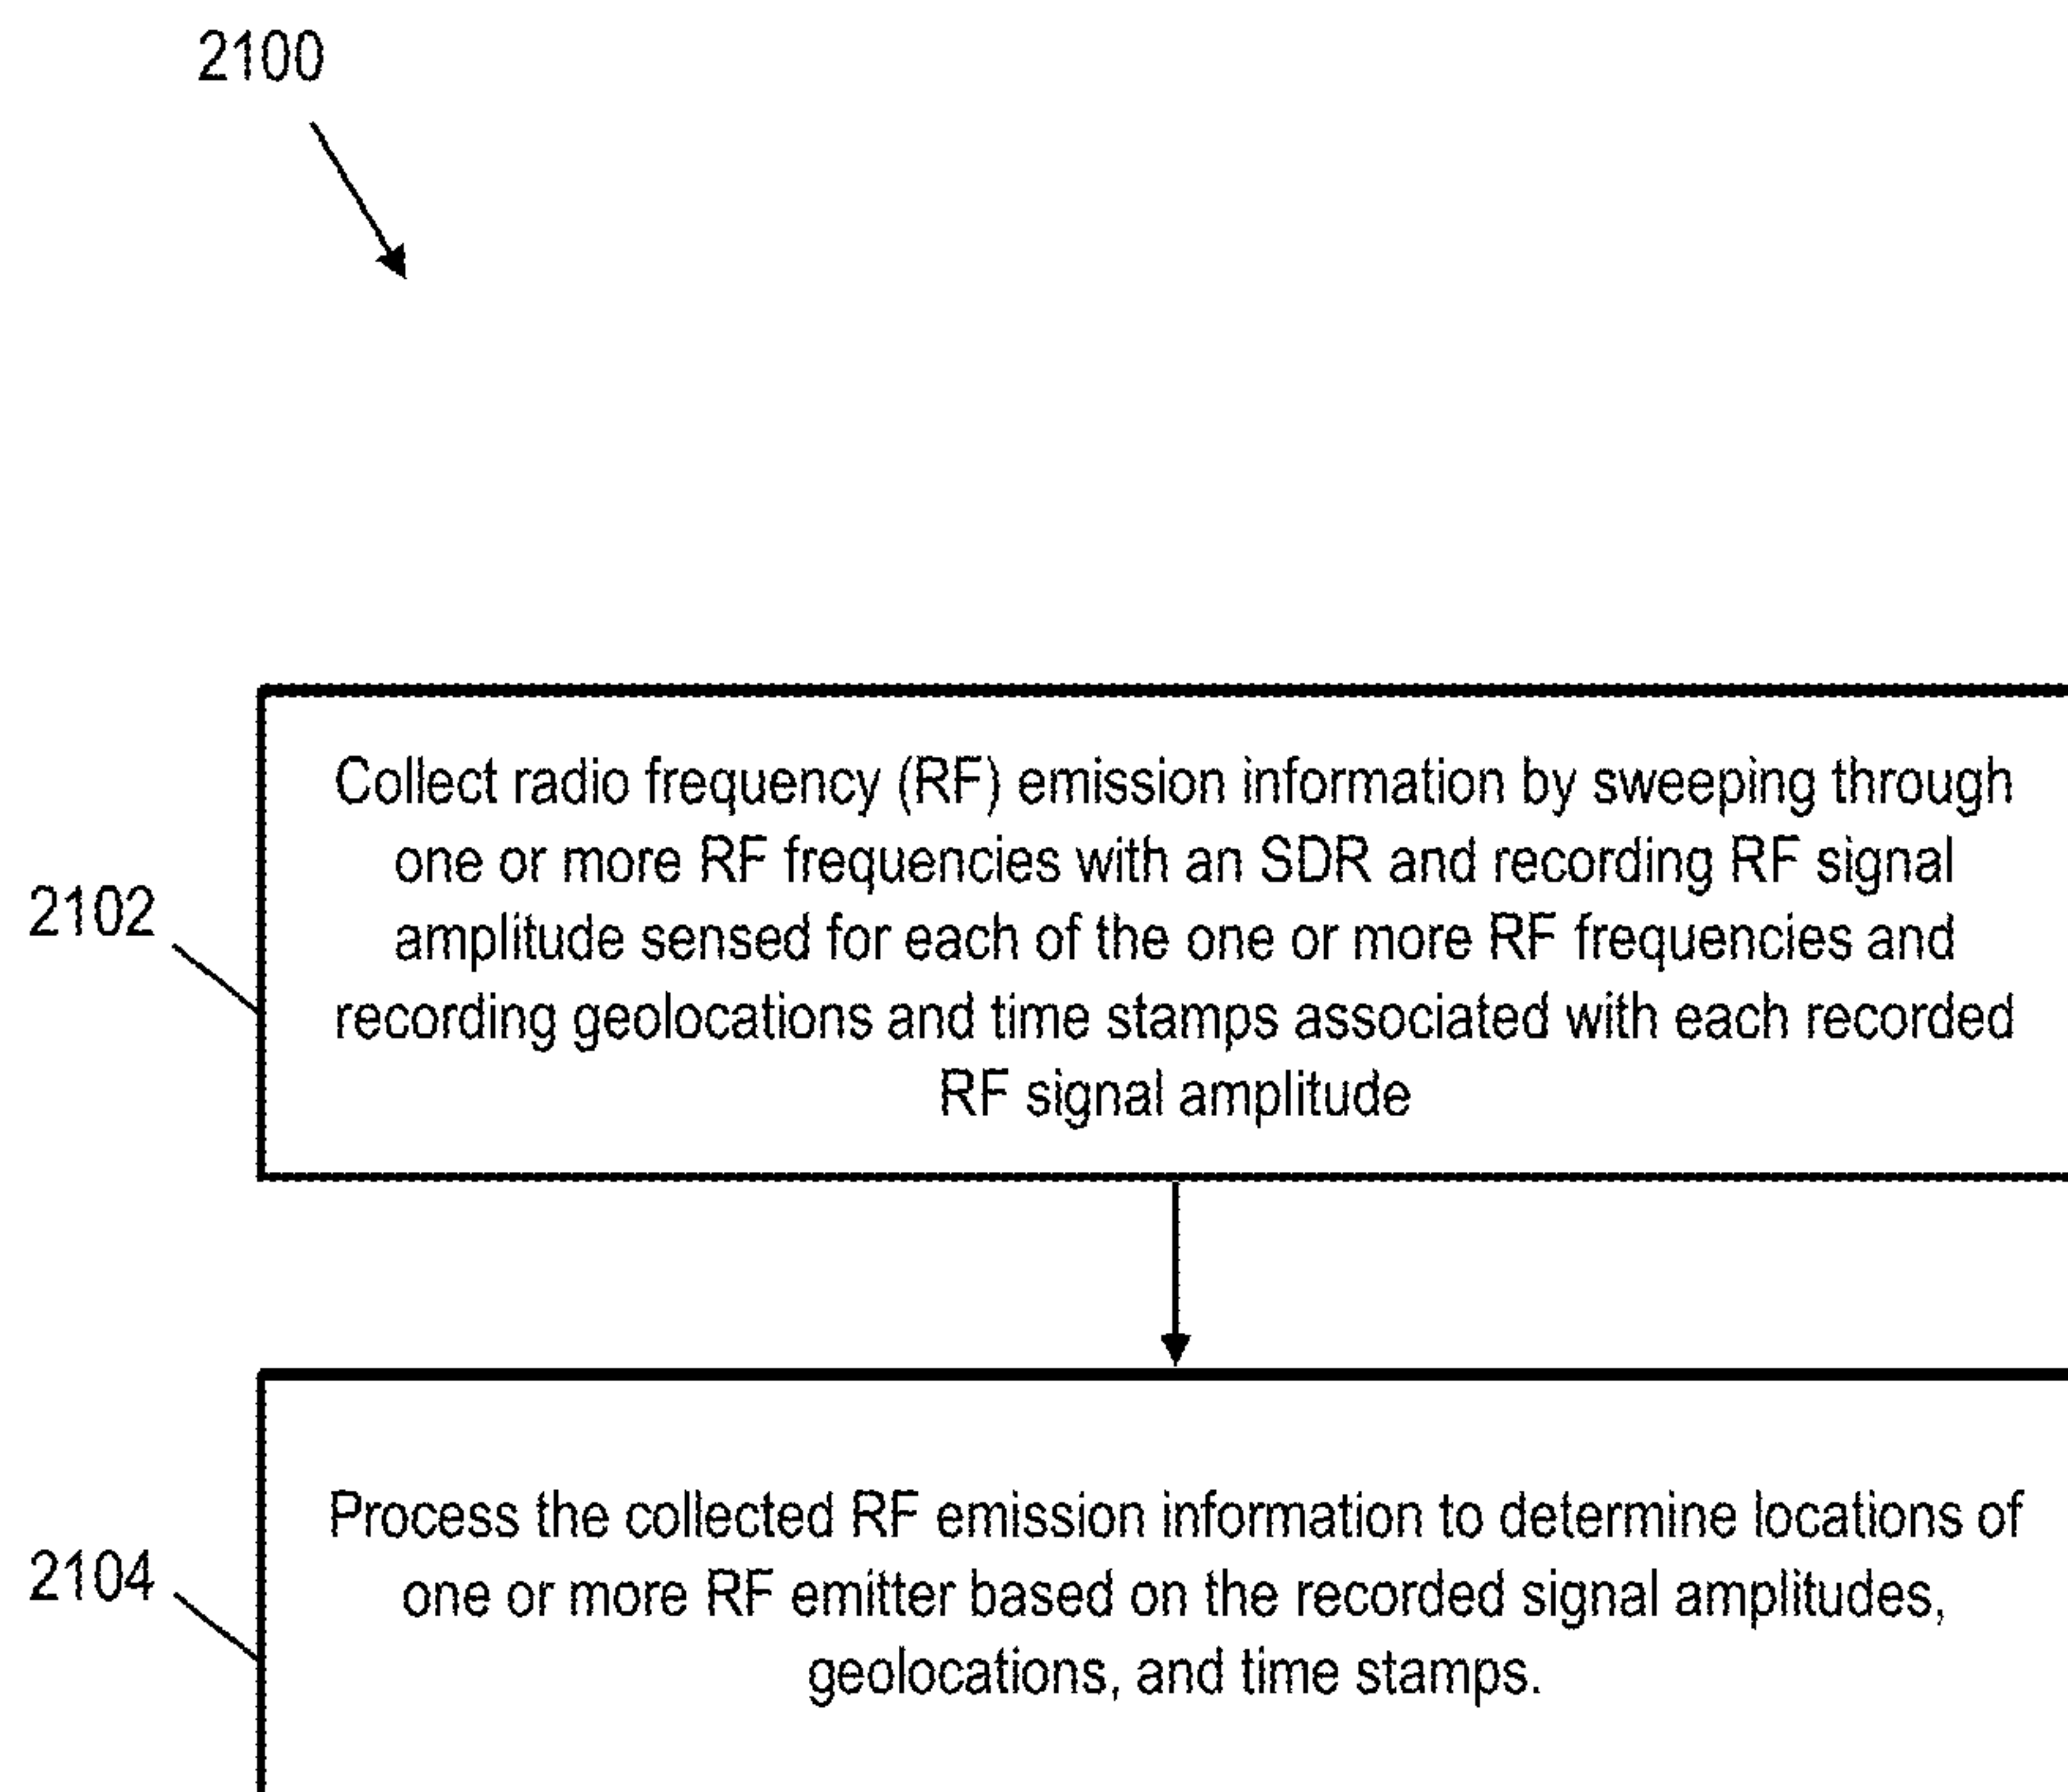 2100
Collect radio frequency (RF) emission information by sweeping through
one or more RF frequencies with an SDR and recording RF signal
amplitude sensed for each of the one or more RF frequencies and
recording geolocations and time stamps associated with each recorded
RF signal amplitude
2102
Process the collected RF emission information to determine locations of
one or more RF emitter based on the recorded signal amplitudes,
geolocations, and time stamps.
2104